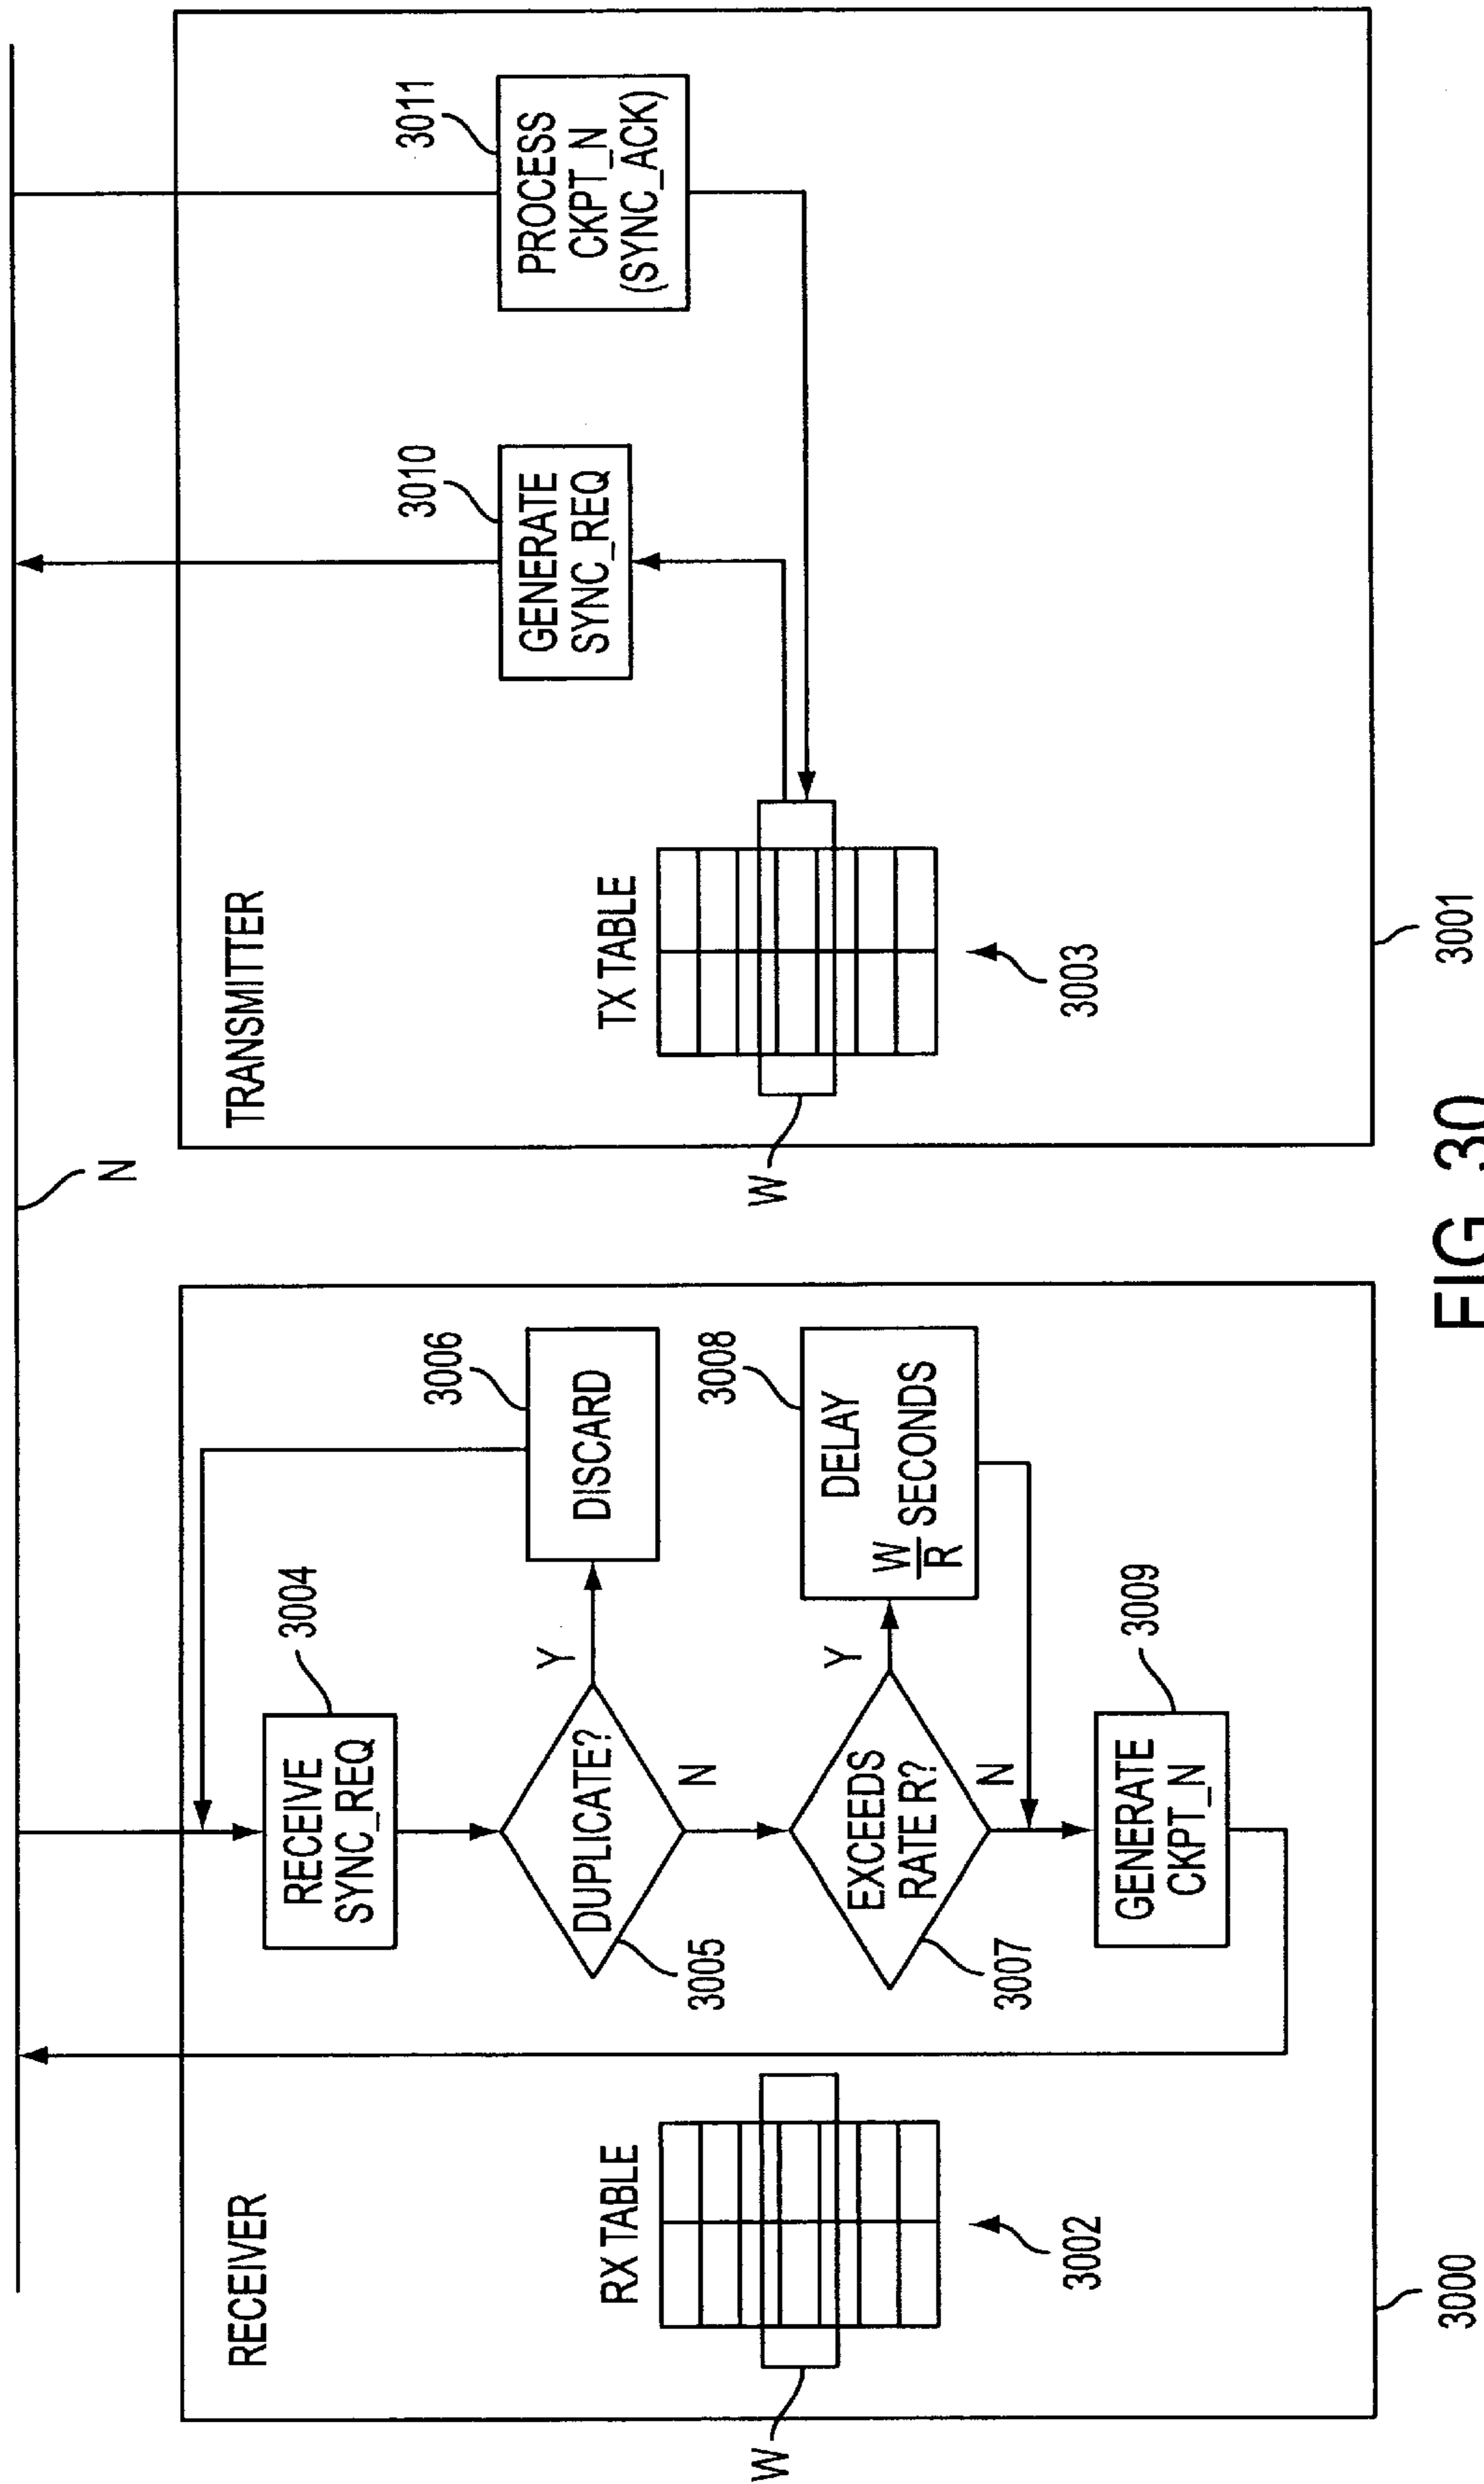 N
RECEIVER
3004
RECEIVE
SYNC_REQ
3006
DISCARD
Y
DUPLICATE?
3005
N
3008
DELAY
W
R
SECONDS
Y
EXCEEDS
RATE R?
3007
N
3009
GENERATE
CKPT_N
RX TABLE
W
3002
3000
TRANSMITTER
TX TABLE
W
3003
3010
GENERATE
SYNC_REQ
3011
PROCESS
CKPT_N
(SYNC_ACK)
3001
FIG. 30